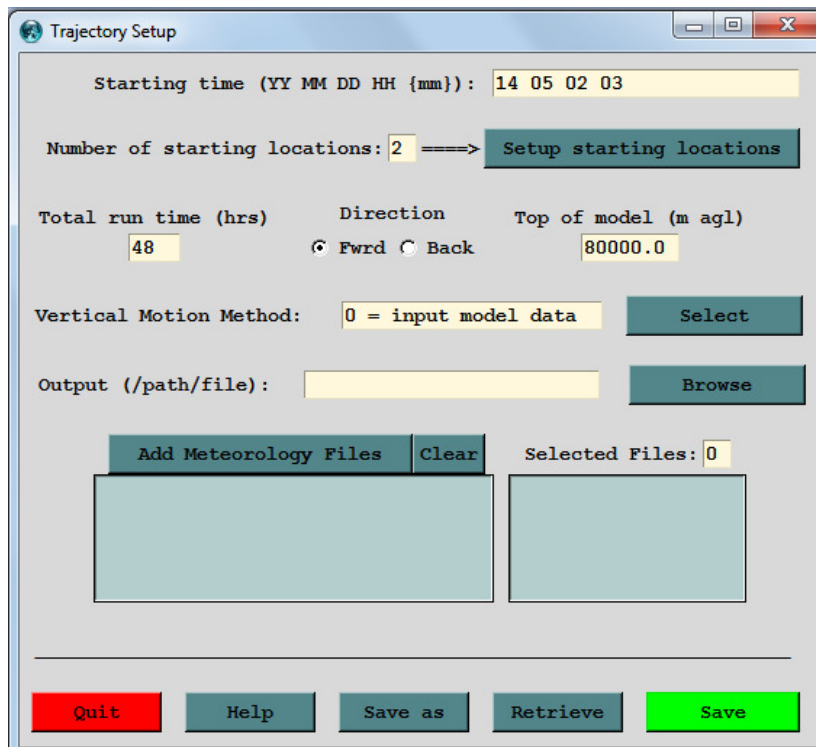 Trajectory Setup
Starting time (YY MM DD HH {mm}): 14 05 02 03
Number of starting locations: 2 ====> Setup starting locations
Total run time (hrs) Direction Top of model (m agl)
48 Fwrd Back 80000.0
Vertical Motion Method: 0 = input model data Select
Output (/path/file): Browse
Add Meteorology Files Clear Selected Files: 0
Quit Help Save as Retrieve Save